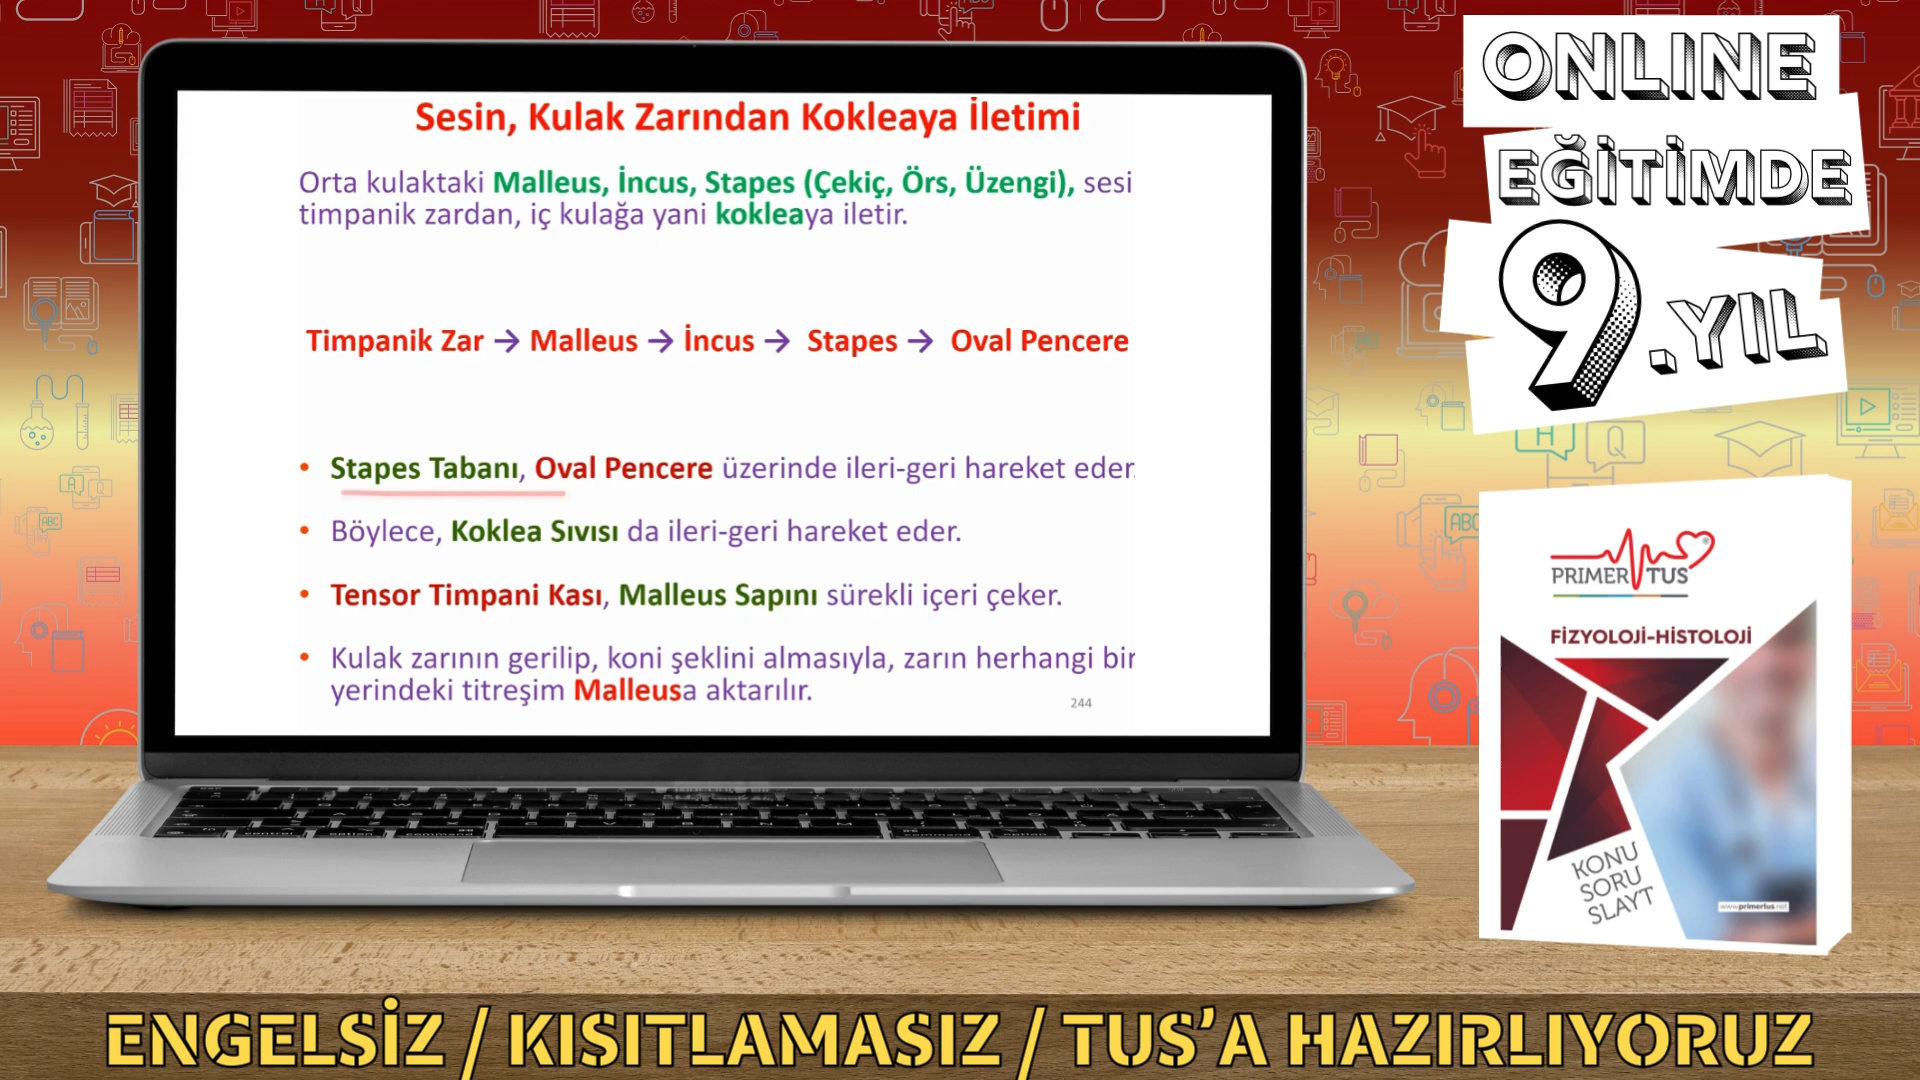 Sesin, Kulak Zarından Kokleaya İletimi
Orta kulaktaki Malleus, İncus, Stapes (Çekiç, Örs, Üzengi), sesi
timpanik zardan, iç kulağa yani kokleaya iletir.
Timpanik Zar → Malleus → İncus → Stapes → Oval Pencere
• Stapes Tabanı, Oval Pencere üzerinde ileri-geri hareket eder.
• Böylece, Koklea Sıvısı da ileri-geri hareket eder.
• Tensor Timpani Kası, Malleus Sapını sürekli içeri çeker.
• Kulak zarının gerilip, koni şeklini almasıyla, zarın herhangi bir
yerindeki titreşim Malleusa aktarılır.
244
ONLINE
EĞİTİMDE
9.YIL
PRIMER TUS
FİZYOLOJİ-HİSTOLOJİ
KONU
SORU
SLAYT
www.primertus.net
ENGELSİZ / KISITLAMASIZ / TUS'A HAZIRLIYORUZ